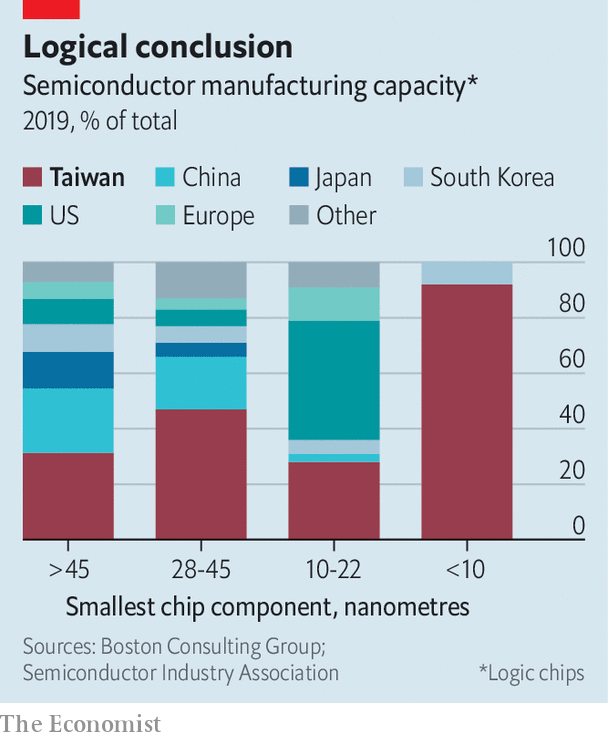 Logical conclusion
Semiconductor manufacturing capacity*
2019, % of total
Taiwan China Japan South Korea
US Europe Other
100
80
60
40
20
0
>45 28-45 10-22 <10
Smallest chip component, nanometres
Sources: Boston Consulting Group;
Semiconductor Industry Association *Logic chips
The Economist